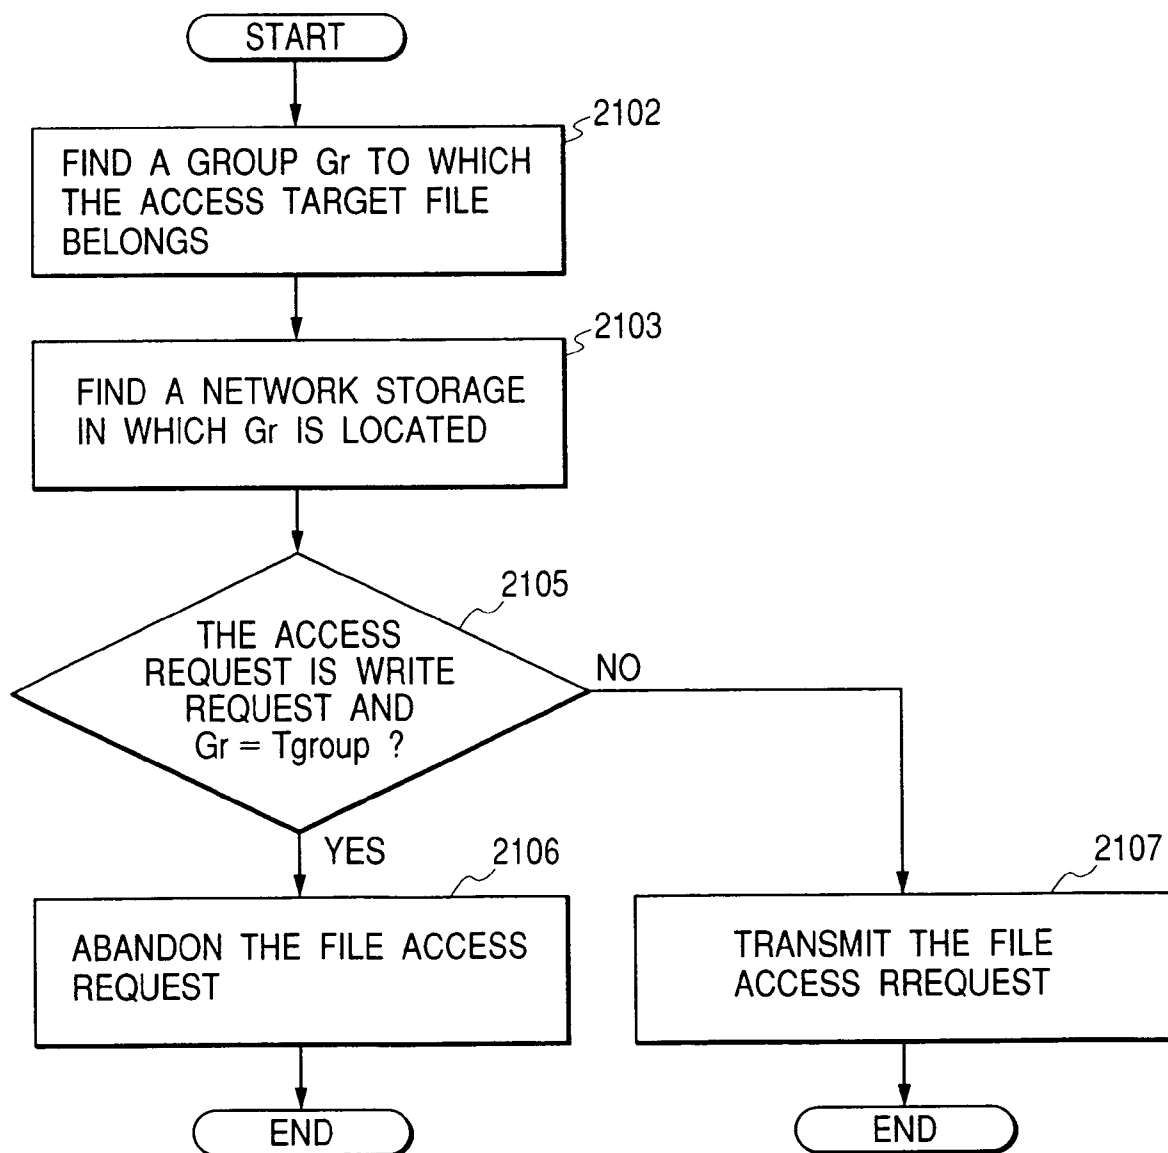 START
2102
FIND A GROUP Gr TO WHICH
THE ACCESS TARGET FILE
BELONGS
2103
FIND A NETWORK STORAGE
IN WHICH Gr IS LOCATED
2105
THE ACCESS
REQUEST IS WRITE
REQUEST AND
Gr = Tgroup ?
NO
YES
2106
ABANDON THE FILE ACCESS
REQUEST
2107
TRANSMIT THE FILE
ACCESS RREQUEST
END
END